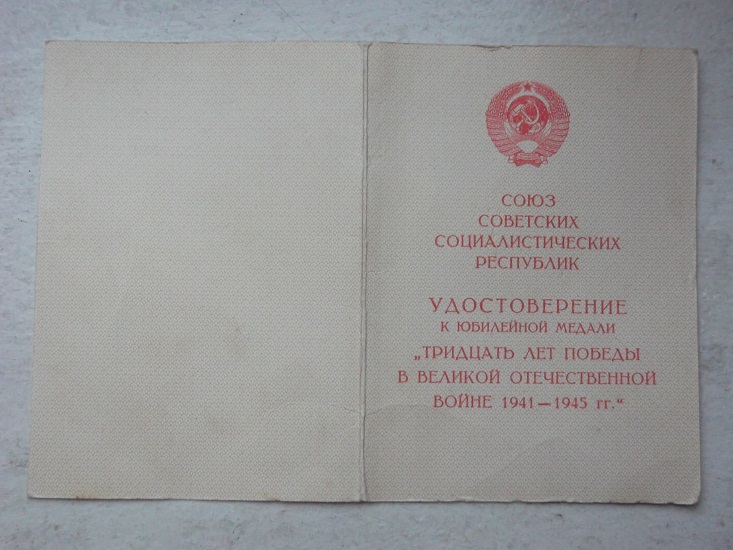 СОЮЗ
СОВЕТСКИХ
СОЦИАЛИСТИЧЕСКИХ
РЕСПУБЛИК
УДОСТОВЕРЕНИЕ
К ЮБИЛЕЙНОЙ МЕДАЛИ
„ТРИДЦАТЬ ЛЕТ ПОБЕДЫ
В ВЕЛИКОЙ ОТЕЧЕСТВЕННОЙ
ВОЙНЕ 1941—1945 гг.“